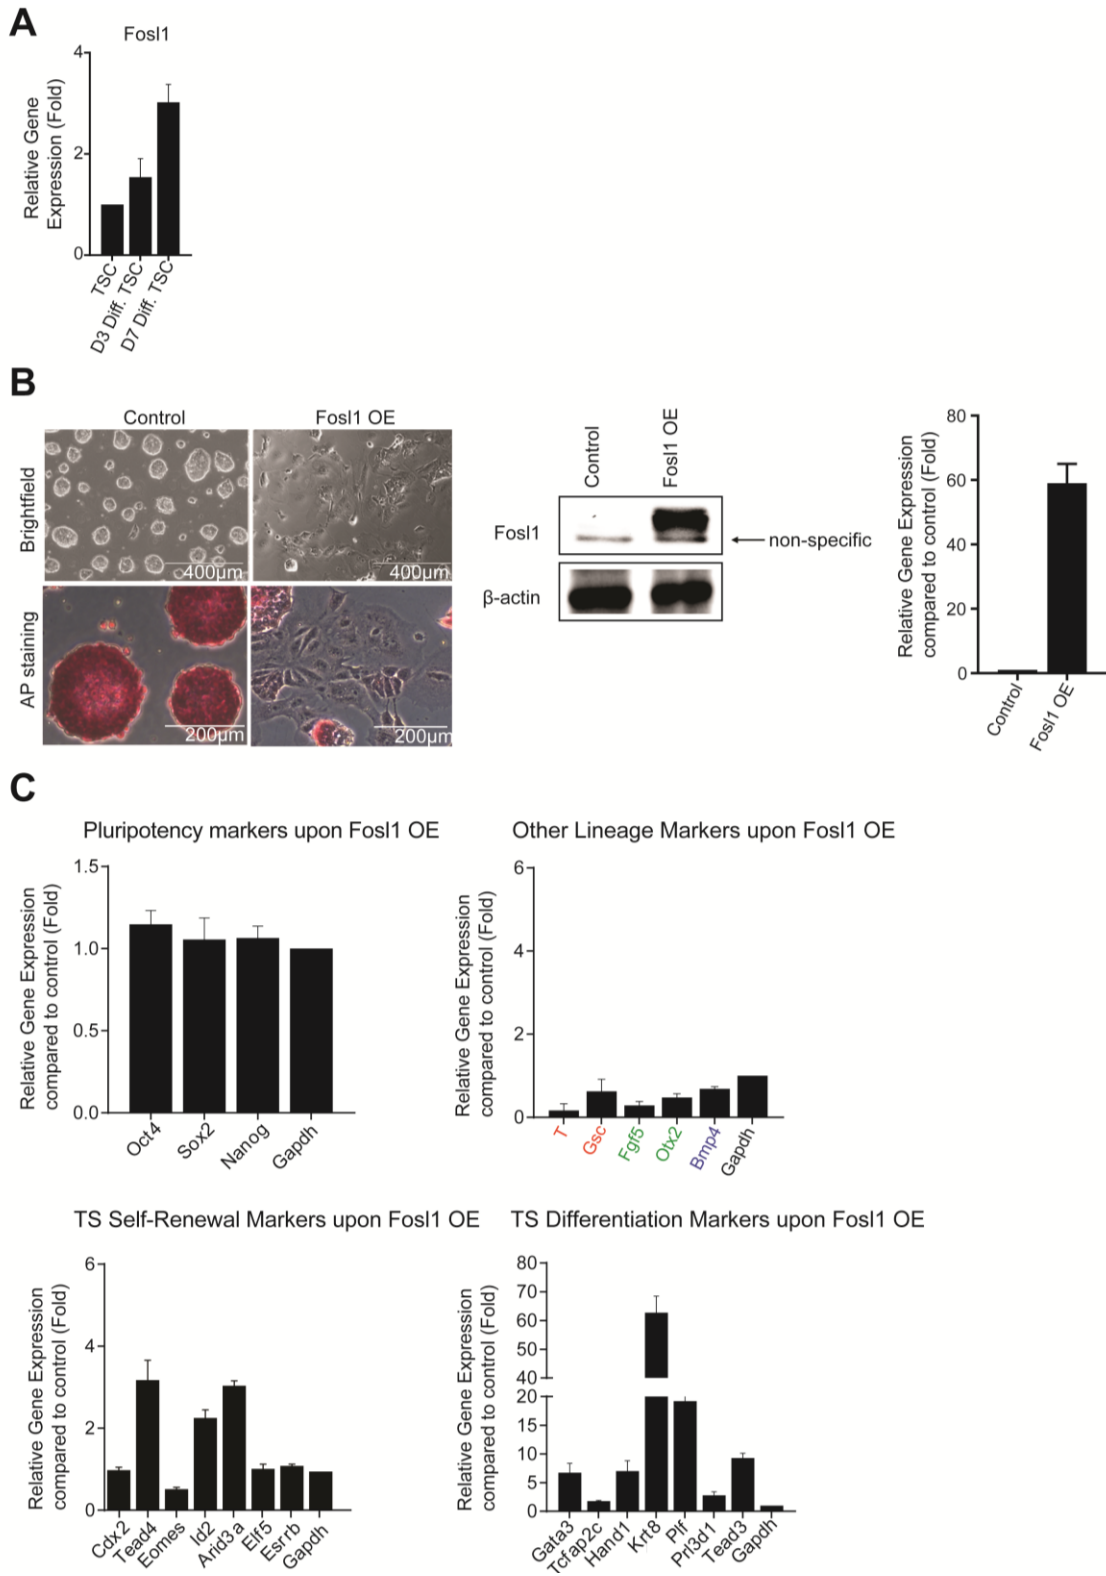 A
Fosl1
Relative Gene
Expression (Fold)
4
2
0
TSC
D3 Diff. TSC
D7 Diff. TSC
B
Control
Fosl1 OE
Brightfield
400µm
400µm
AP staining
200µm
200µm
Control
Fosl1 OE
Fosl1
non-specific
β-actin
Relative Gene Expression
compared to control (Fold)
80
60
40
20
0
Control
Fosl1 OE
C
Pluripotency markers upon Fosl1 OE
Relative Gene Expression
compared to control (Fold)
1.5
1.0
0.5
0.0
Oct4
Sox2
Nanog
Gapdh
Other Lineage Markers upon Fosl1 OE
Relative Gene Expression
compared to control (Fold)
6
4
2
0
T
Gsc
Fgf5
Otx2
Bmp4
Gapdh
TS Self-Renewal Markers upon Fosl1 OE
Relative Gene Expression
compared to control (Fold)
6
4
2
0
Cdx2
Tead4
Eomes
Id2
Arid3a
Elf5
Esrrb
Gapdh
TS Differentiation Markers upon Fosl1 OE
Relative Gene Expression
compared to control (Fold)
80
70
60
50
40
20
15
10
5
0
Gata3
Tcfap2c
Hand1
Krt8
Plf
Prl3d1
Tead3
Gapdh